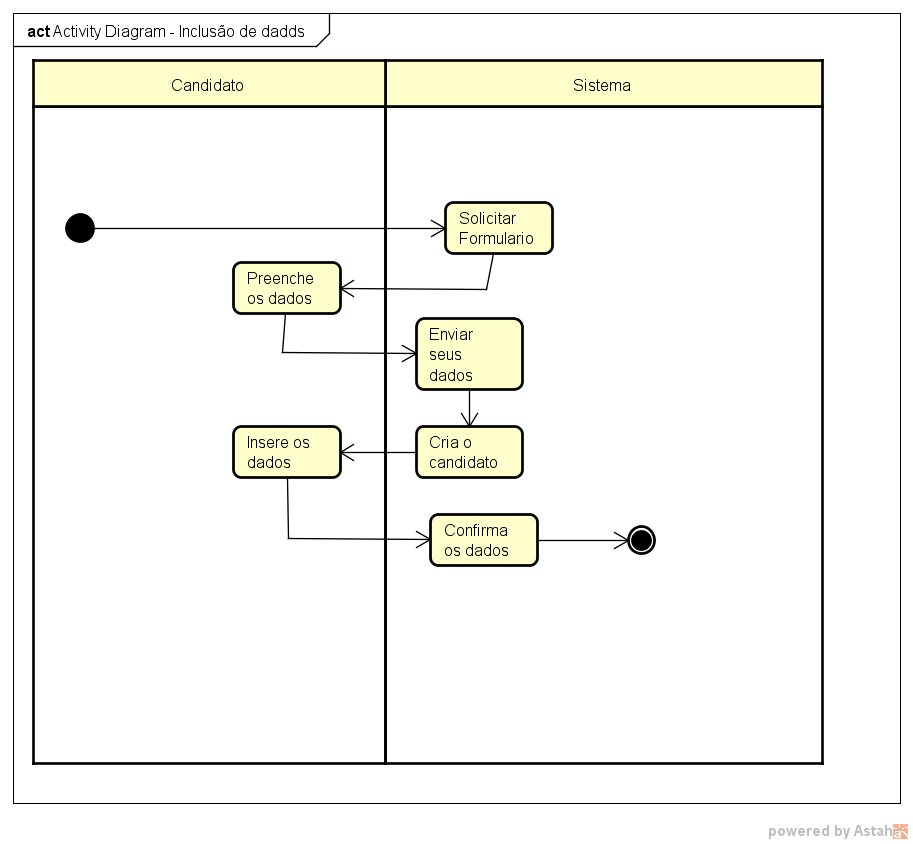 act Activity Diagram - Inclusão de dadds
Candidato
Sistema
Solicitar
Formulario
Preenche
os dados
Enviar
seus
dados
Cria o
candidato
Insere os
dados
Confirma
os dados
powered by Astah